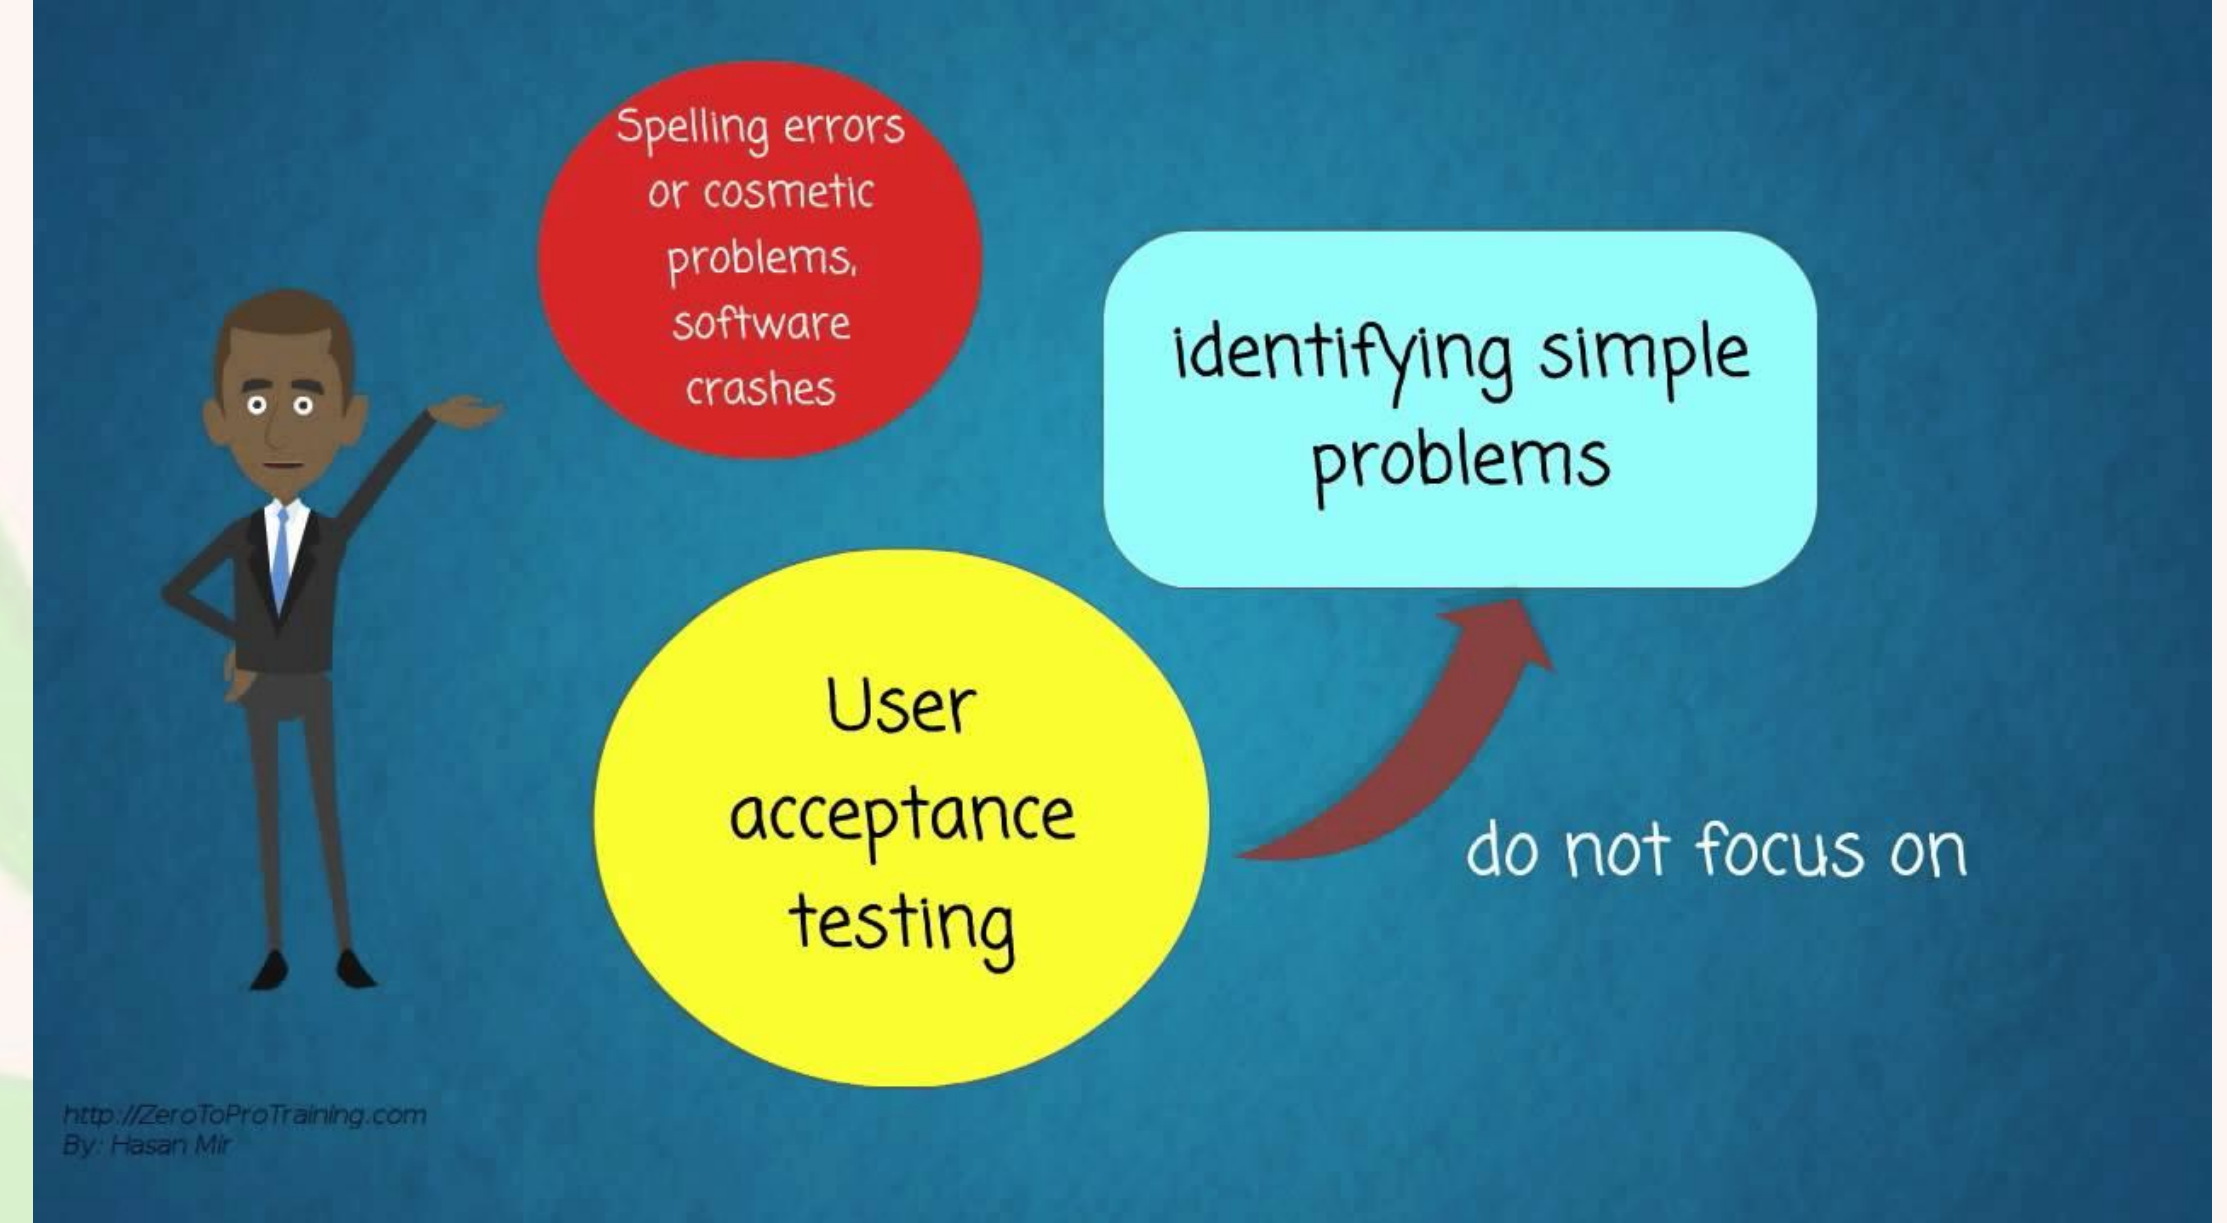 Spelling errors
or cosmetic
problems,
software
crashes
identifying simple
problems
User
acceptance
testing
do not focus on
http://ZeroToProTraining.com
By: Hasan Mir